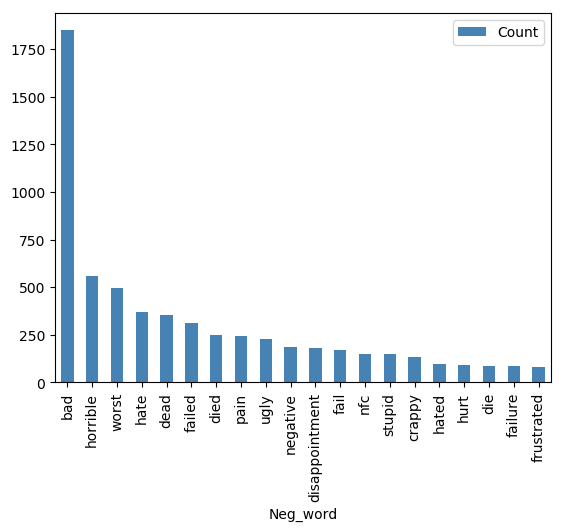 Count
1750
1500
1250
1000
750
500
250
0
bad
horrible
worst
hate
dead
failed
died
pain
ugly
negative
disappointment
fail
nfc
stupid
crappy
hated
hurt
die
failure
frustrated
Neg_word